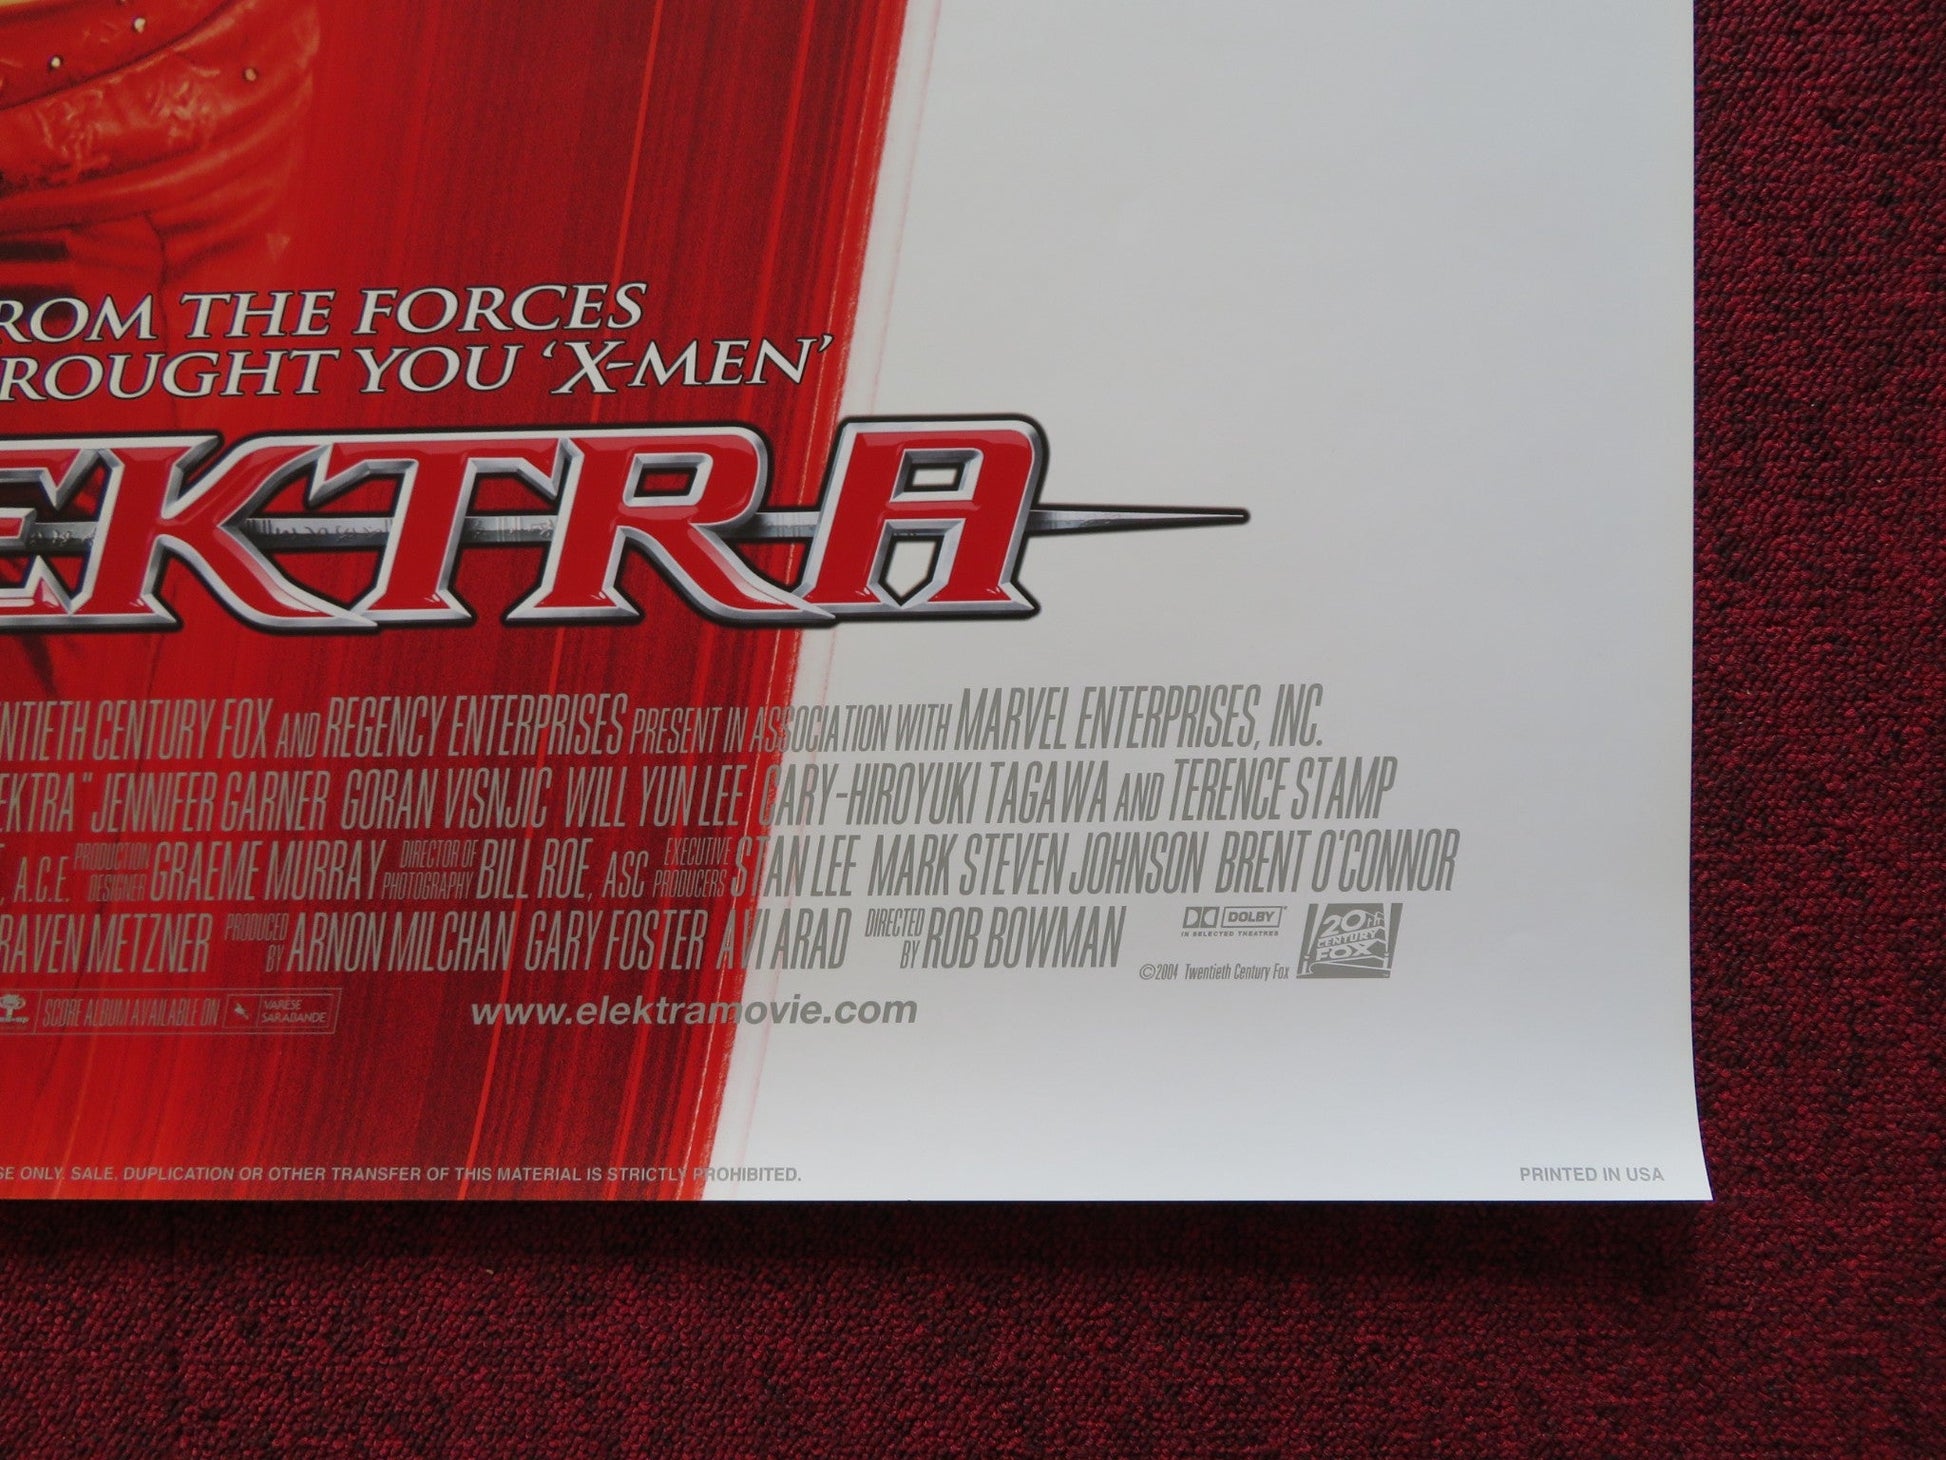 ROM THE FORCES
ROUGHT YOU ‘X-MEN’
EKTRA
NTIETH CENTURY FOX AND REGENCY ENTERPRISES PRESENT IN ASSOCIATION WITH MARVEL ENTERPRISES, INC.
EKTRA" JENNIFER GARNER GORAN VISNJIC WILL YUN LEE CARY-HIROYUKI TAGAWA AND TERENCE STAMP
, A.C.E. PRODUCTION DESIGNER GRAEME MURRAY DIRECTOR OF PHOTOGRAPHY BILL ROE, ASC EXECUTIVE PRODUCERS STAN LEE MARK STEVEN JOHNSON BRENT O'CONNOR
RAVEN METZNER PRODUCED BY ARNON MILCHAN GARY FOSTER AVI ARAD DIRECTED BY ROB BOWMAN
DOLBY
IN SELECTED THEATRES
©2004 Twentieth Century Fox
20TH CENTURY FOX
SCORE ALBUM AVAILABLE ON VARÈSE SARABANDE
www.elektramovie.com
SE ONLY. SALE, DUPLICATION OR OTHER TRANSFER OF THIS MATERIAL IS STRICTLY PROHIBITED.
PRINTED IN USA